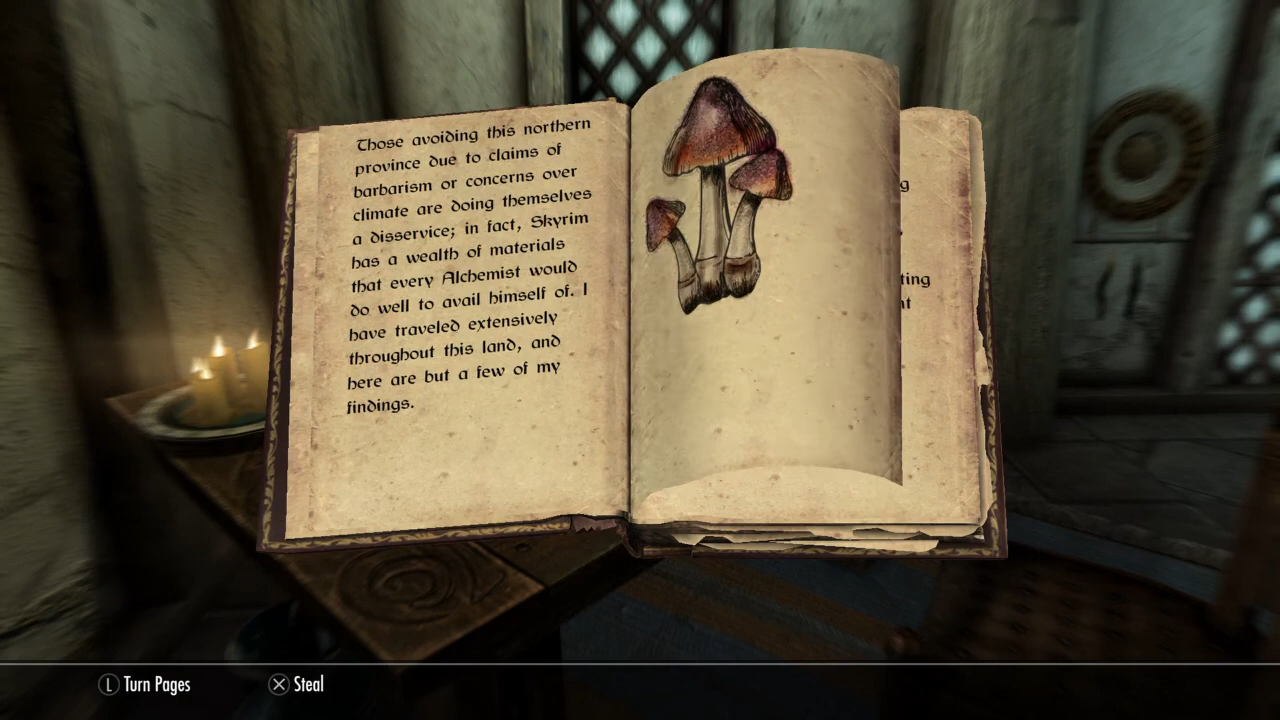 Those avoiding this northern
province due to claims of
barbarism or concerns over
climate are doing themselves
a disservice; in fact, Skyrim
has a wealth of materials
that every Alchemist would
do well to avail himself of. I
have traveled extensively
throughout this land, and
here are but a few of my
findings.
L Turn Pages
X Steal